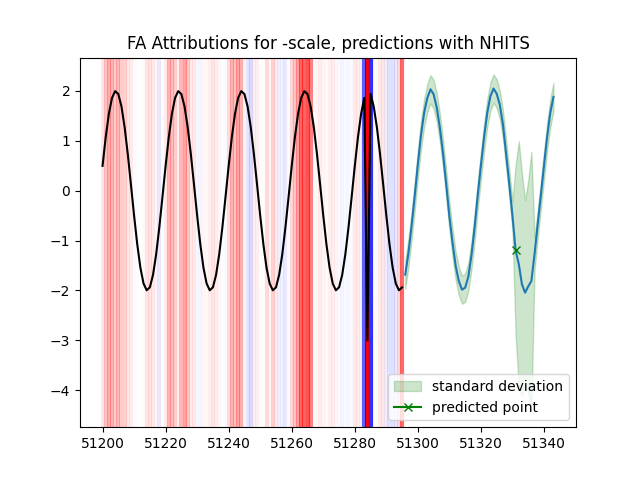 FA Attributions for -scale, predictions with NHITS
2
1
0
−1
−2
−3
−4
standard deviation
predicted point
51200 51220 51240 51260 51280 51300 51320 51340